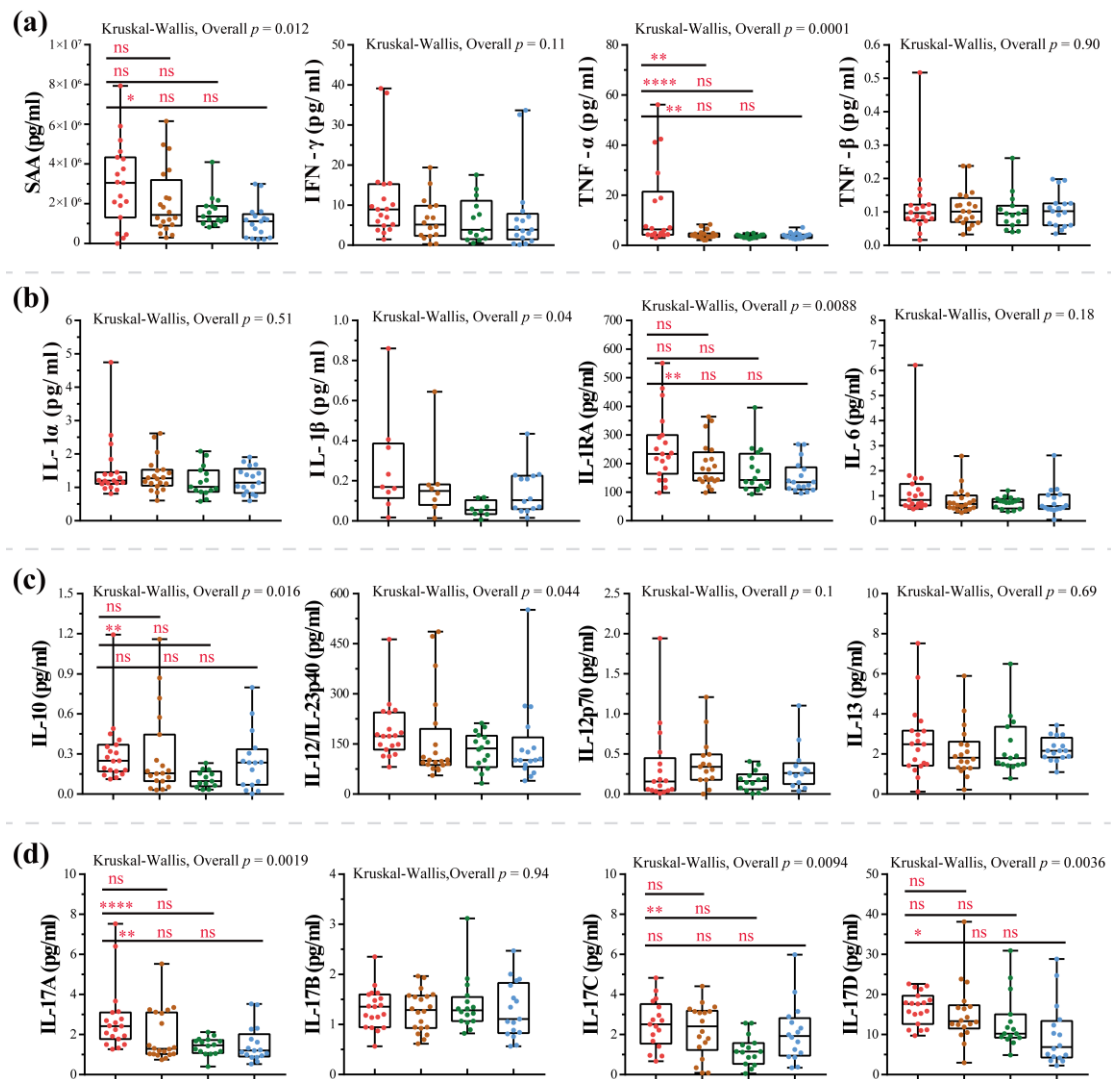 (a)
Kruskal-Wallis, Overall p = 0.012
SAA (pg/ml)
1×10⁷
8×10⁶
6×10⁶
4×10⁶
2×10⁶
0
ns
ns ns
* ns ns
Kruskal-Wallis, Overall p = 0.11
IFN -γ (pg/ ml)
50
40
30
20
10
0
Kruskal-Wallis, Overall p = 0.0001
TNF - α (pg/ ml)
60
40
20
0
**
**** ns
** ns ns
Kruskal-Wallis, Overall p = 0.90
TNF - β (pg/ ml)
0.6
0.5
0.4
0.3
0.2
0.1
0.0
(b)
Kruskal-Wallis, Overall p = 0.51
IL- 1α (pg/ ml)
6
5
4
3
2
1
0
Kruskal-Wallis, Overall p = 0.04
IL- 1β (pg/ ml)
1.0
0.8
0.6
0.4
0.2
0.0
Kruskal-Wallis, Overall p = 0.0088
IL-1RA (pg/ml)
700
600
500
400
300
200
100
0
ns
ns ns
** ns ns
Kruskal-Wallis, Overall p = 0.18
IL- 6 (pg/ml)
8
7
6
5
4
3
2
1
0
(c)
Kruskal-Wallis, Overall p = 0.016
IL-10 (pg/ml)
1.5
1.2
0.9
0.6
0.3
0.0
ns
** ns
ns ns ns
Kruskal-Wallis, Overall p = 0.044
IL-12/IL-23p40 (pg/ml)
600
450
300
150
0
Kruskal-Wallis, Overall p = 0.1
IL-12p70 (pg/ml)
2.5
2.0
1.5
1.0
0.5
0.0
Kruskal-Wallis, Overall p = 0.69
IL-13 (pg/ml)
10
8
6
4
2
0
(d)
Kruskal-Wallis, Overall p = 0.0019
IL-17A (pg/ml)
10
8
6
4
2
0
ns
**** ns
** ns ns
Kruskal-Wallis,Overall p = 0.94
IL-17B (pg/ml)
4
3
2
1
0
Kruskal-Wallis, Overall p = 0.0094
IL-17C (pg/ml)
10
8
6
4
2
0
ns
** ns
ns ns ns
Kruskal-Wallis, Overall p = 0.0036
IL-17D (pg/ml)
50
40
30
20
10
0
ns
ns ns
* ns ns